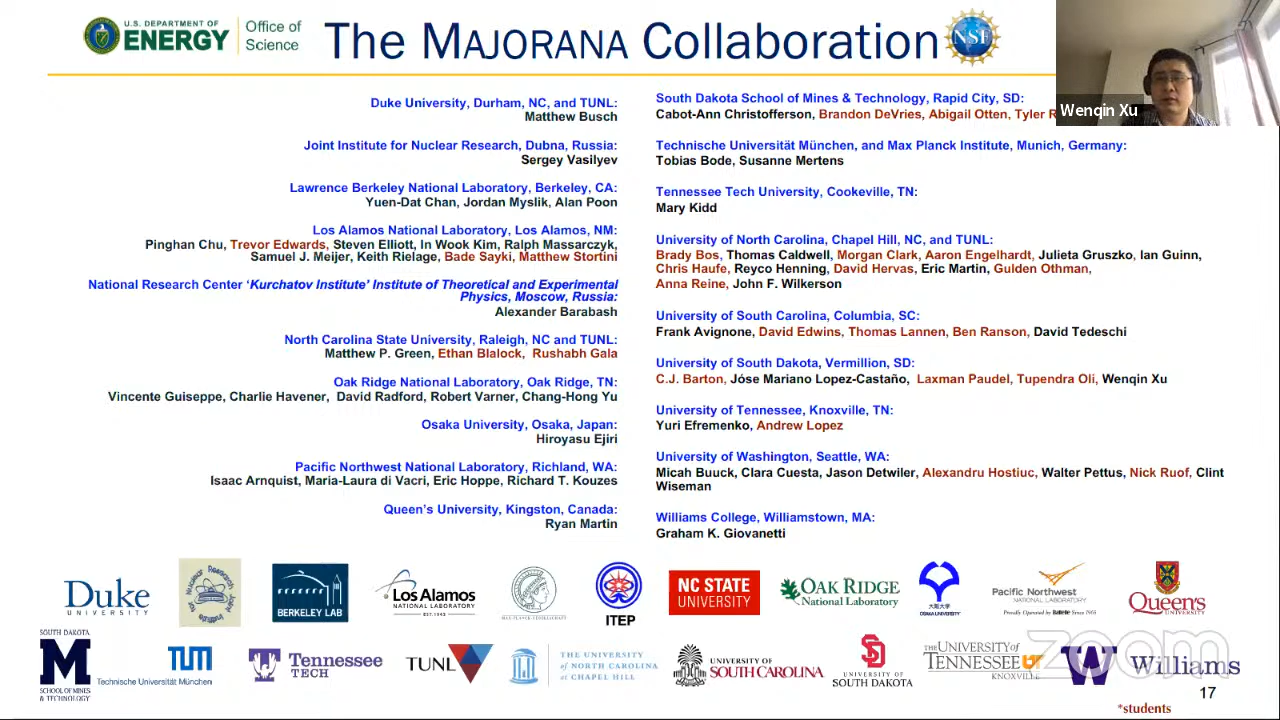 U.S. DEPARTMENT OF
ENERGY
Office of
Science
The MAJORANA Collaboration
NSF
Wenqin Xu
Duke University, Durham, NC, and TUNL:
Matthew Busch
Joint Institute for Nuclear Research, Dubna, Russia:
Sergey Vasilyev
Lawrence Berkeley National Laboratory, Berkeley, CA:
Yuen-Dat Chan, Jordan Myslik, Alan Poon
Los Alamos National Laboratory, Los Alamos, NM:
Pinghan Chu, Trevor Edwards, Steven Elliott, In Wook Kim, Ralph Massarczyk,
Samuel J. Meijer, Keith Rielage, Bade Sayki, Matthew Stortini
National Research Center ‘Kurchatov Institute’ Institute of Theoretical and Experimental
Physics, Moscow, Russia:
Alexander Barabash
North Carolina State University, Raleigh, NC and TUNL:
Matthew P. Green, Ethan Blalock, Rushabh Gala
Oak Ridge National Laboratory, Oak Ridge, TN:
Vincente Guiseppe, Charlie Havener, David Radford, Robert Varner, Chang-Hong Yu
Osaka University, Osaka, Japan:
Hiroyasu Ejiri
Pacific Northwest National Laboratory, Richland, WA:
Isaac Arnquist, Maria-Laura di Vacri, Eric Hoppe, Richard T. Kouzes
Queen's University, Kingston, Canada:
Ryan Martin
South Dakota School of Mines & Technology, Rapid City, SD:
Cabot-Ann Christofferson, Brandon DeVries, Abigail Otten, Tyler
Technische Universität München, and Max Planck Institute, Munich, Germany:
Tobias Bode, Susanne Mertens
Tennessee Tech University, Cookeville, TN:
Mary Kidd
University of North Carolina, Chapel Hill, NC, and TUNL:
Brady Bos, Thomas Caldwell, Morgan Clark, Aaron Engelhardt, Julieta Gruszko, Ian Guinn,
Chris Haufe, Reyco Henning, David Hervas, Eric Martin, Gulden Othman,
Anna Reine, John F. Wilkerson
University of South Carolina, Columbia, SC:
Frank Avignone, David Edwins, Thomas Lannen, Ben Ranson, David Tedeschi
University of South Dakota, Vermillion, SD:
C.J. Barton, Jóse Mariano Lopez-Castaño, Laxman Paudel, Tupendra Oli, Wenqin Xu
University of Tennessee, Knoxville, TN:
Yuri Efremenko, Andrew Lopez
University of Washington, Seattle, WA:
Micah Buuck, Clara Cuesta, Jason Detwiler, Alexandru Hostiuc, Walter Pettus, Nick Ruof, Clint
Wiseman
Williams College, Williamstown, MA:
Graham K. Giovanetti
Duke
UNIVERSITY
BERKELEY LAB
Los Alamos
NATIONAL LABORATORY
EST. 1943
ITEP
NC STATE
UNIVERSITY
OAK RIDGE
National Laboratory
大阪大学
OSAKA UNIVERSITY
Pacific Northwest
NATIONAL LABORATORY
Proudly Operated by Battelle Since 1965
Queen's
UNIVERSITY
SOUTH DAKOTA
M
SCHOOL OF MINES
& TECHNOLOGY
TUM
Technische Universität München
Tennessee
TECH
TUNL
THE UNIVERSITY
of NORTH CAROLINA
at CHAPEL HILL
UNIVERSITY OF
SOUTH CAROLINA
UNIVERSITY OF
SOUTH DAKOTA
THE UNIVERSITY of
TENNESSEE
KNOXVILLE
W
Williams
zoom
17
*students